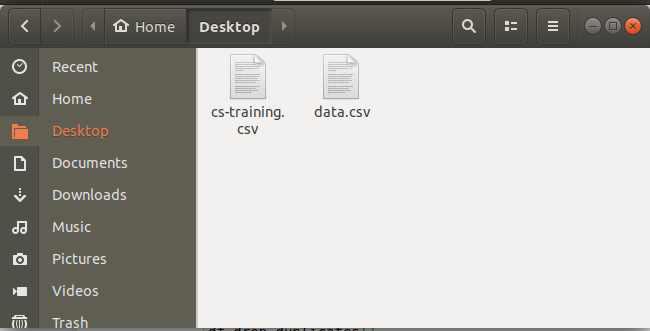 Home
Desktop
Recent
Home
Desktop
Documents
Downloads
Music
Pictures
Videos
Trash
cs-training.
csv
data.csv